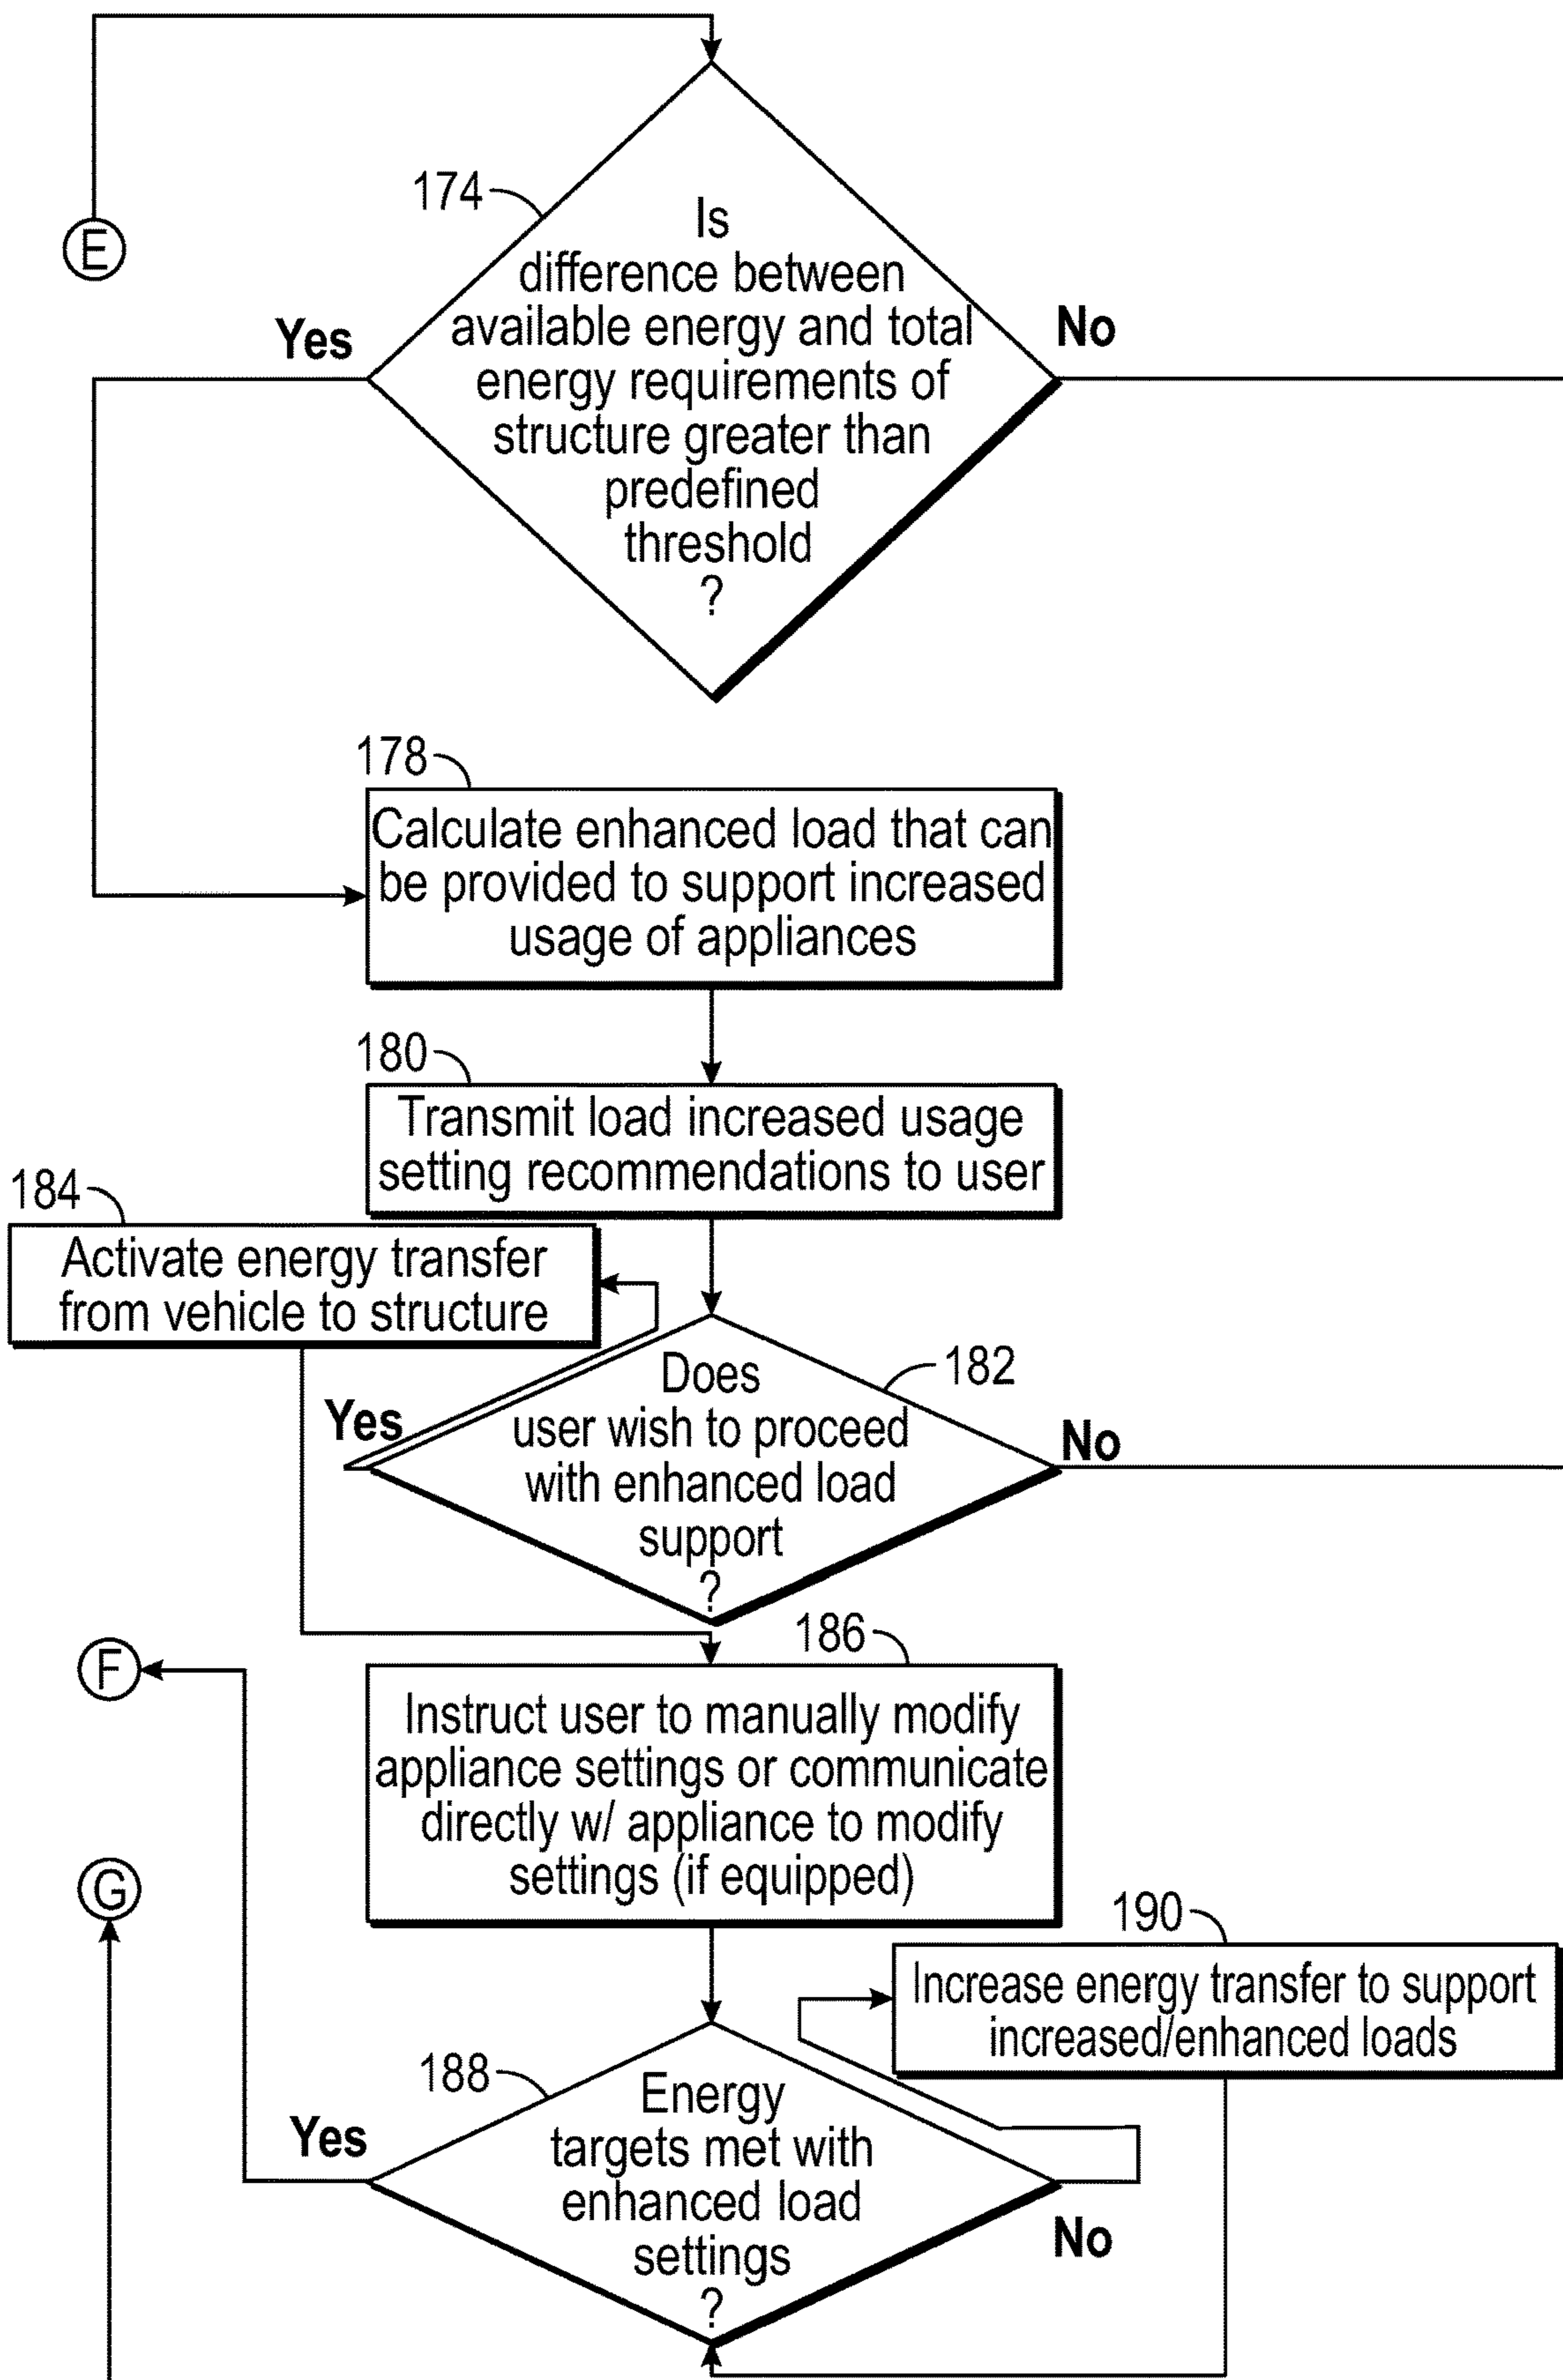 174
E
Is
difference between
available energy and total
energy requirements of
structure greater than
predefined
threshold
?
Yes
No
178
Calculate enhanced load that can
be provided to support increased
usage of appliances
180
Transmit load increased usage
setting recommendations to user
184
Activate energy transfer
from vehicle to structure
182
Does
user wish to proceed
with enhanced load
support
?
Yes
No
F
186
Instruct user to manually modify
appliance settings or communicate
directly w/ appliance to modify
settings (if equipped)
G
190
Increase energy transfer to support
increased/enhanced loads
188
Energy
targets met with
enhanced load
settings
?
Yes
No